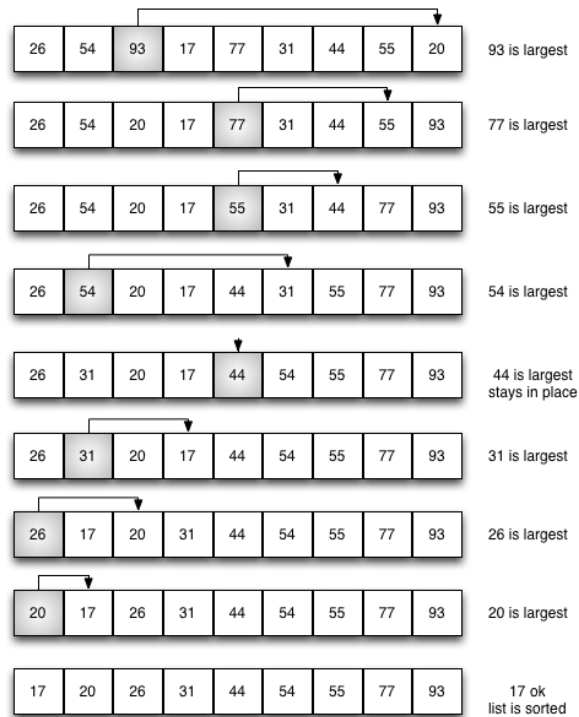 26 54 93 17 77 31 44 55 20 93 is largest
26 54 20 17 77 31 44 55 93 77 is largest
26 54 20 17 55 31 44 77 93 55 is largest
26 54 20 17 44 31 55 77 93 54 is largest
26 31 20 17 44 54 55 77 93 44 is largest
stays in place
26 31 20 17 44 54 55 77 93 31 is largest
26 17 20 31 44 54 55 77 93 26 is largest
20 17 26 31 44 54 55 77 93 20 is largest
17 20 26 31 44 54 55 77 93 17 ok
list is sorted